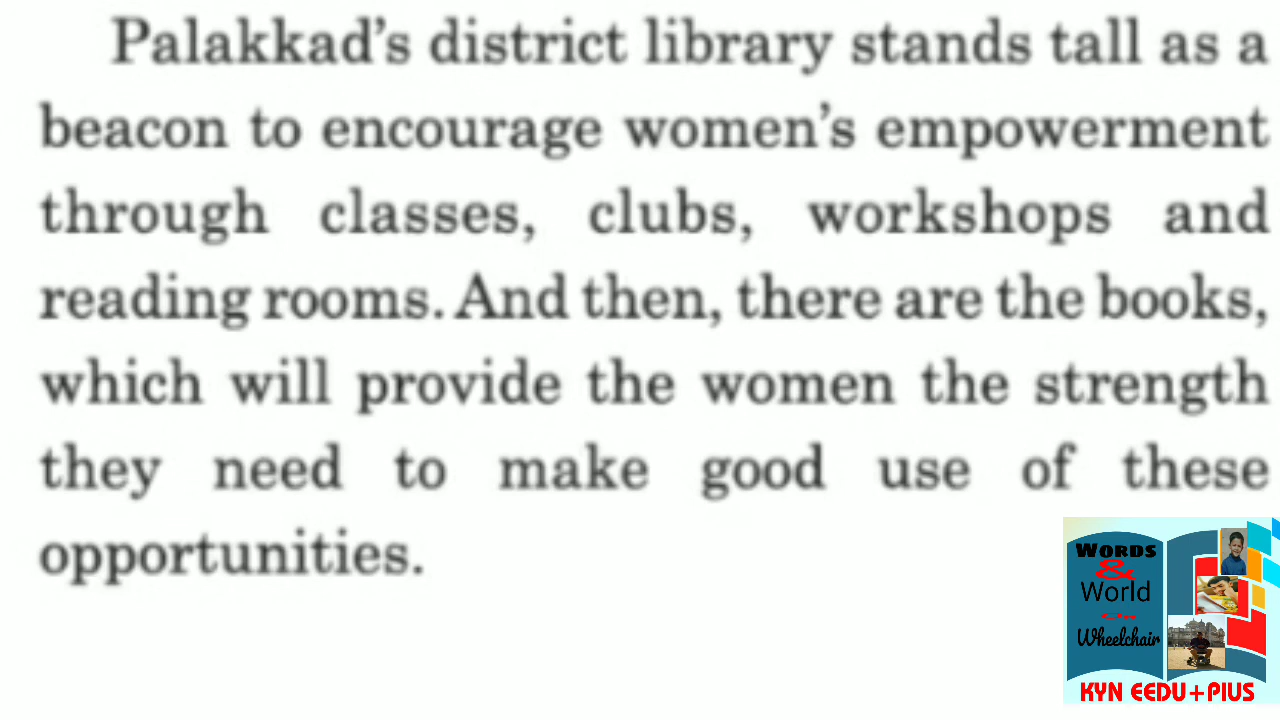 Palakkad’s district library stands tall as a
beacon to encourage women’s empowerment
through classes, clubs, workshops and
reading rooms. And then, there are the books,
which will provide the women the strength
they need to make good use of these
opportunities.
WORDS
&
World
Wheelchair
KYN EEDU+PIUS